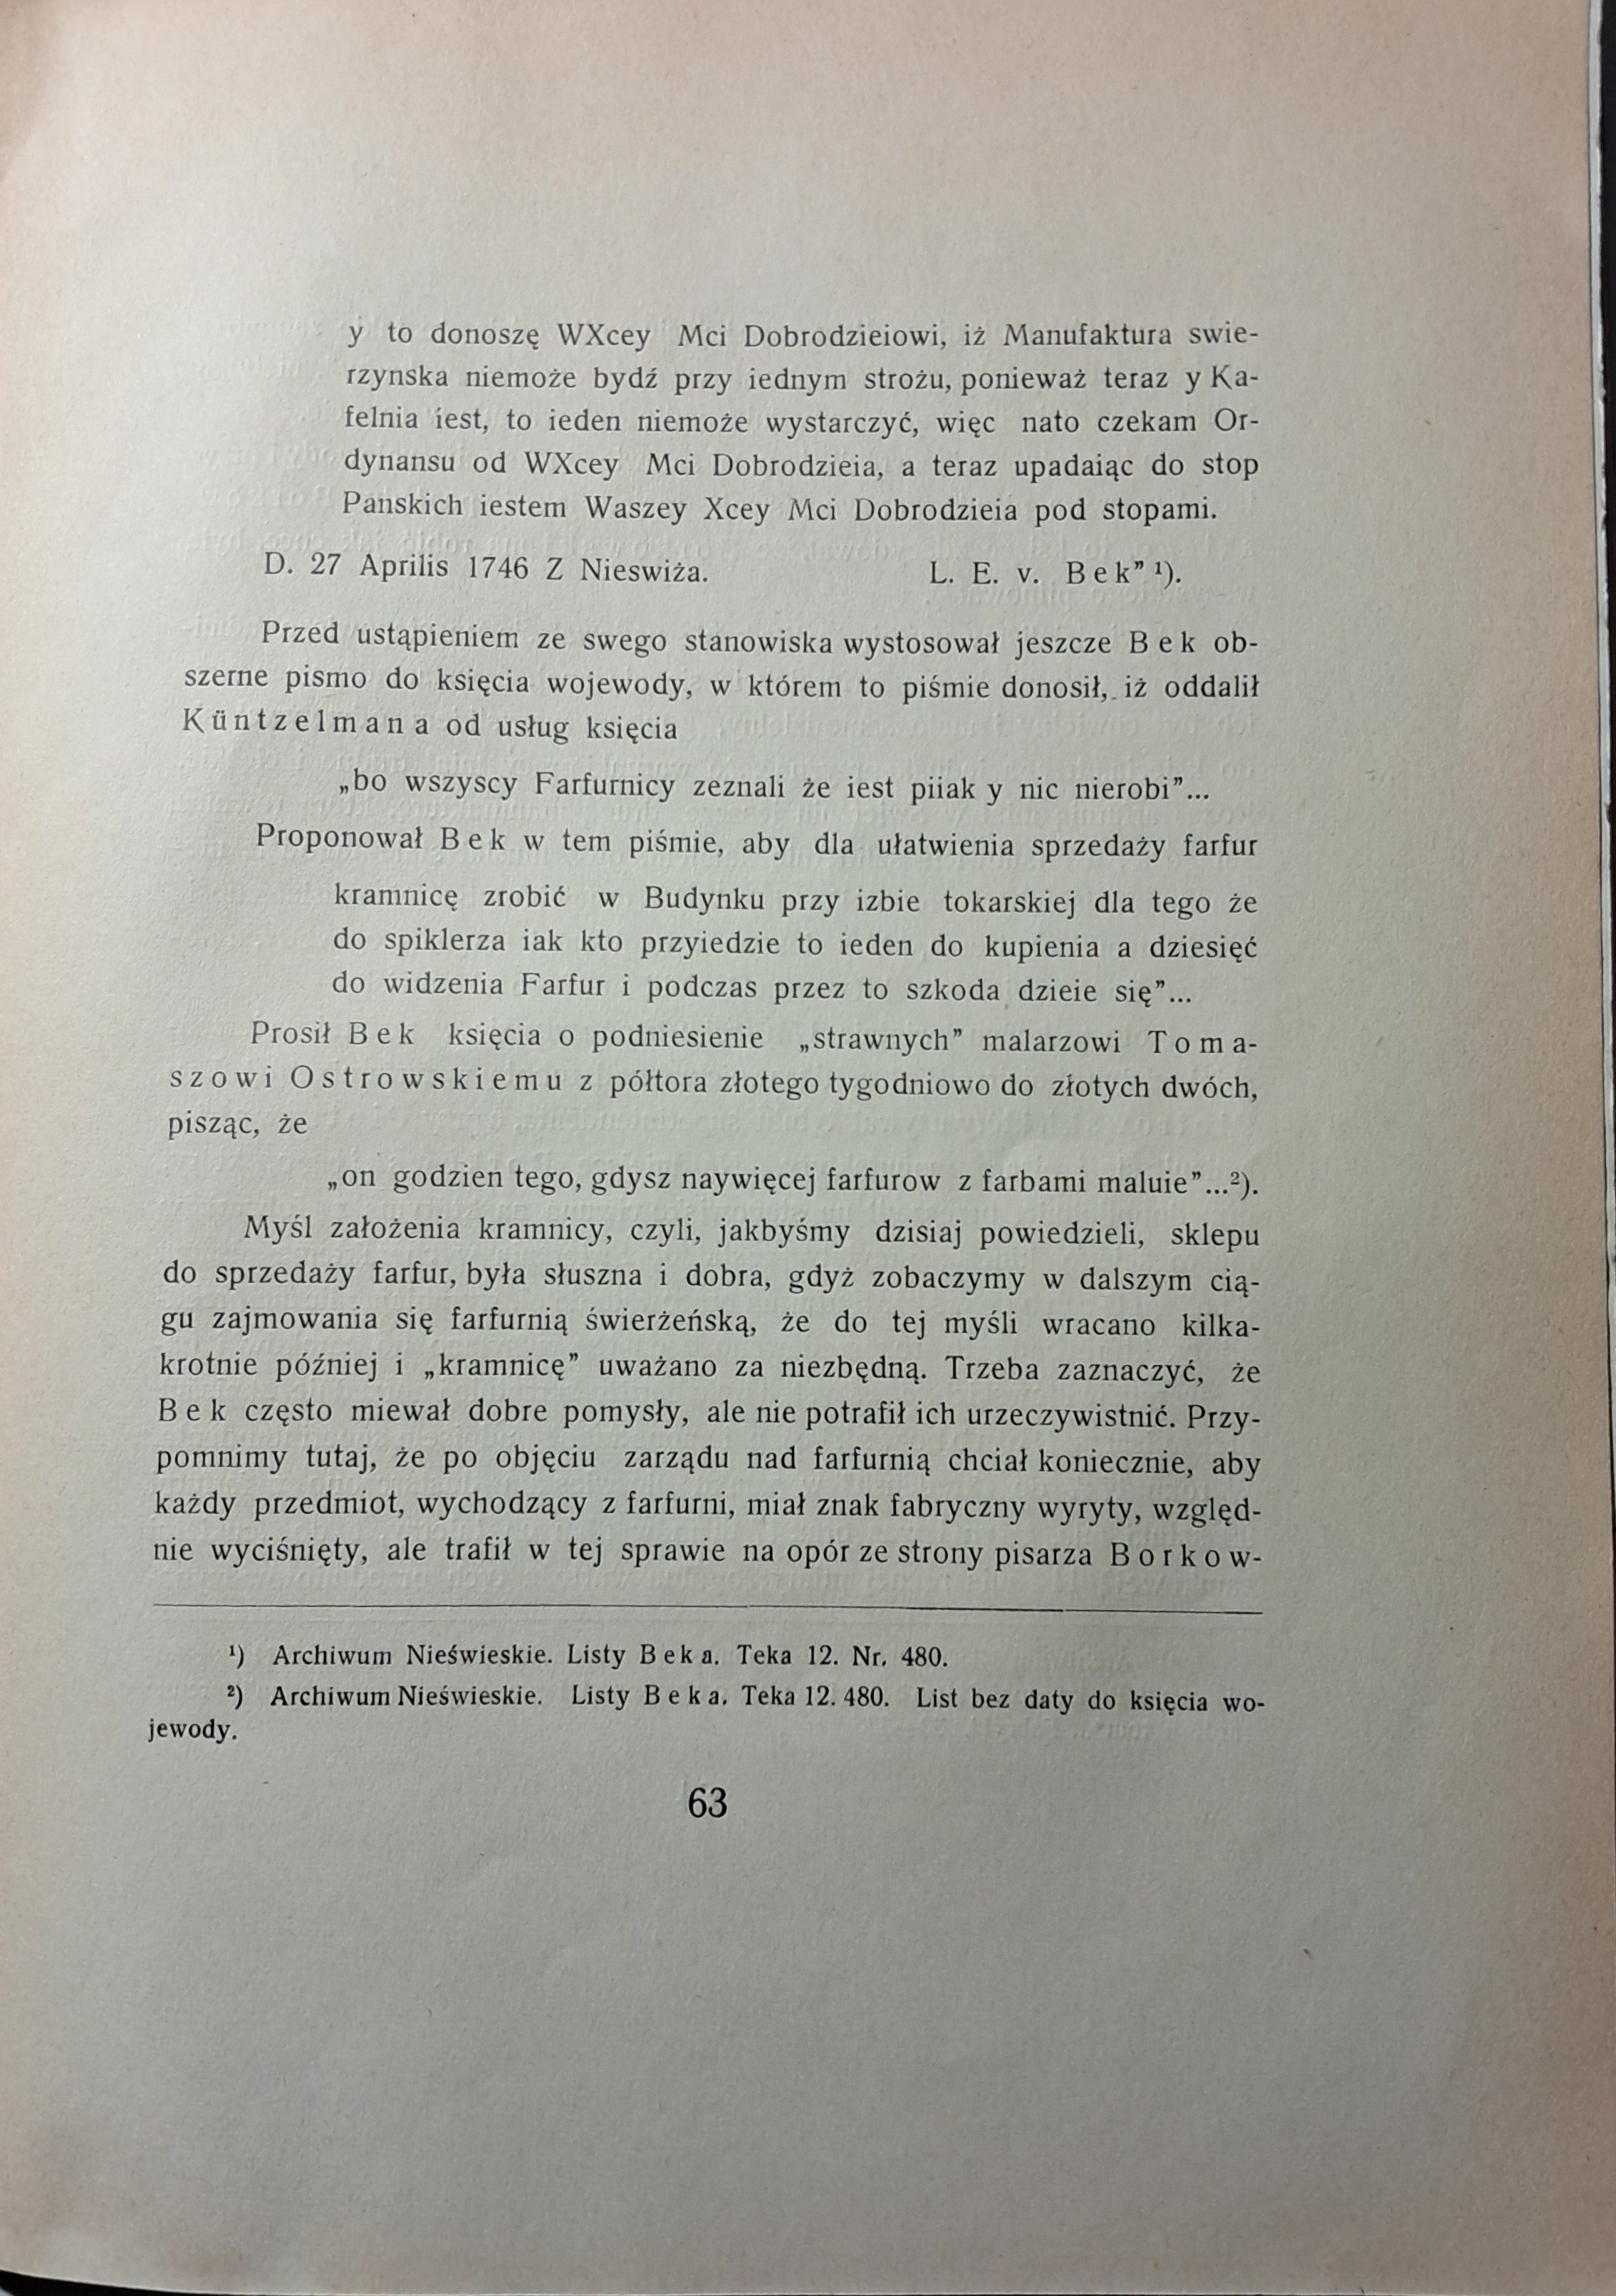 y to donoszę WXcey Mci Dobrodzieiowi, iż Manufaktura swie-
rzynska niemoże bydź przy iednym strożu, ponieważ teraz y Ka-
felnia iest, to ieden niemoże wystarczyć, więc nato czekam Or-
dynansu od WXcey Mci Dobrodzieia, a teraz upadaiąc do stop
Panskich iestem Waszey Xcey Mci Dobrodzieia pod stopami.
D. 27 Aprilis 1746 Z Nieswiża. L. E. v. Bek” ¹).
Przed ustąpieniem ze swego stanowiska wystosował jeszcze Bek ob-
szerne pismo do księcia wojewody, w którem to piśmie donosił, iż oddalił
Küntzelmana od usług księcia
„bo wszyscy Farfurnicy zeznali że iest piiak y nic nierobi”...
Proponował Bek w tem piśmie, aby dla ułatwienia sprzedaży farfur
kramnicę zrobić w Budynku przy izbie tokarskiej dla tego że
do spiklerza iak kto przyiedzie to ieden do kupienia a dziesięć
do widzenia Farfur i podczas przez to szkoda dzieie się”...
Prosił Bek księcia o podniesienie „strawnych” malarzowi Toma-
szowi Ostrowskiemu z półtora złotego tygodniowo do złotych dwóch,
pisząc, że
„on godzien tego, gdysz naywięcej farfurow z farbami maluie”...²).
Myśl założenia kramnicy, czyli, jakbyśmy dzisiaj powiedzieli, sklepu
do sprzedaży farfur, była słuszna i dobra, gdyż zobaczymy w dalszym cią-
gu zajmowania się farfurnią świerżeńską, że do tej myśli wracano kilka-
krotnie później i „kramnicę” uważano za niezbędną. Trzeba zaznaczyć, że
Bek często miewał dobre pomysły, ale nie potrafił ich urzeczywistnić. Przy-
pomnimy tutaj, że po objęciu zarządu nad farfurnią chciał koniecznie, aby
każdy przedmiot, wychodzący z farfurni, miał znak fabryczny wyryty, względ-
nie wyciśnięty, ale trafił w tej sprawie na opór ze strony pisarza Borkow-
¹) Archiwum Nieświeskie. Listy Beka. Teka 12. Nr. 480.
²) Archiwum Nieświeskie. Listy Beka. Teka 12. 480. List bez daty do księcia wo-
jewody.
63